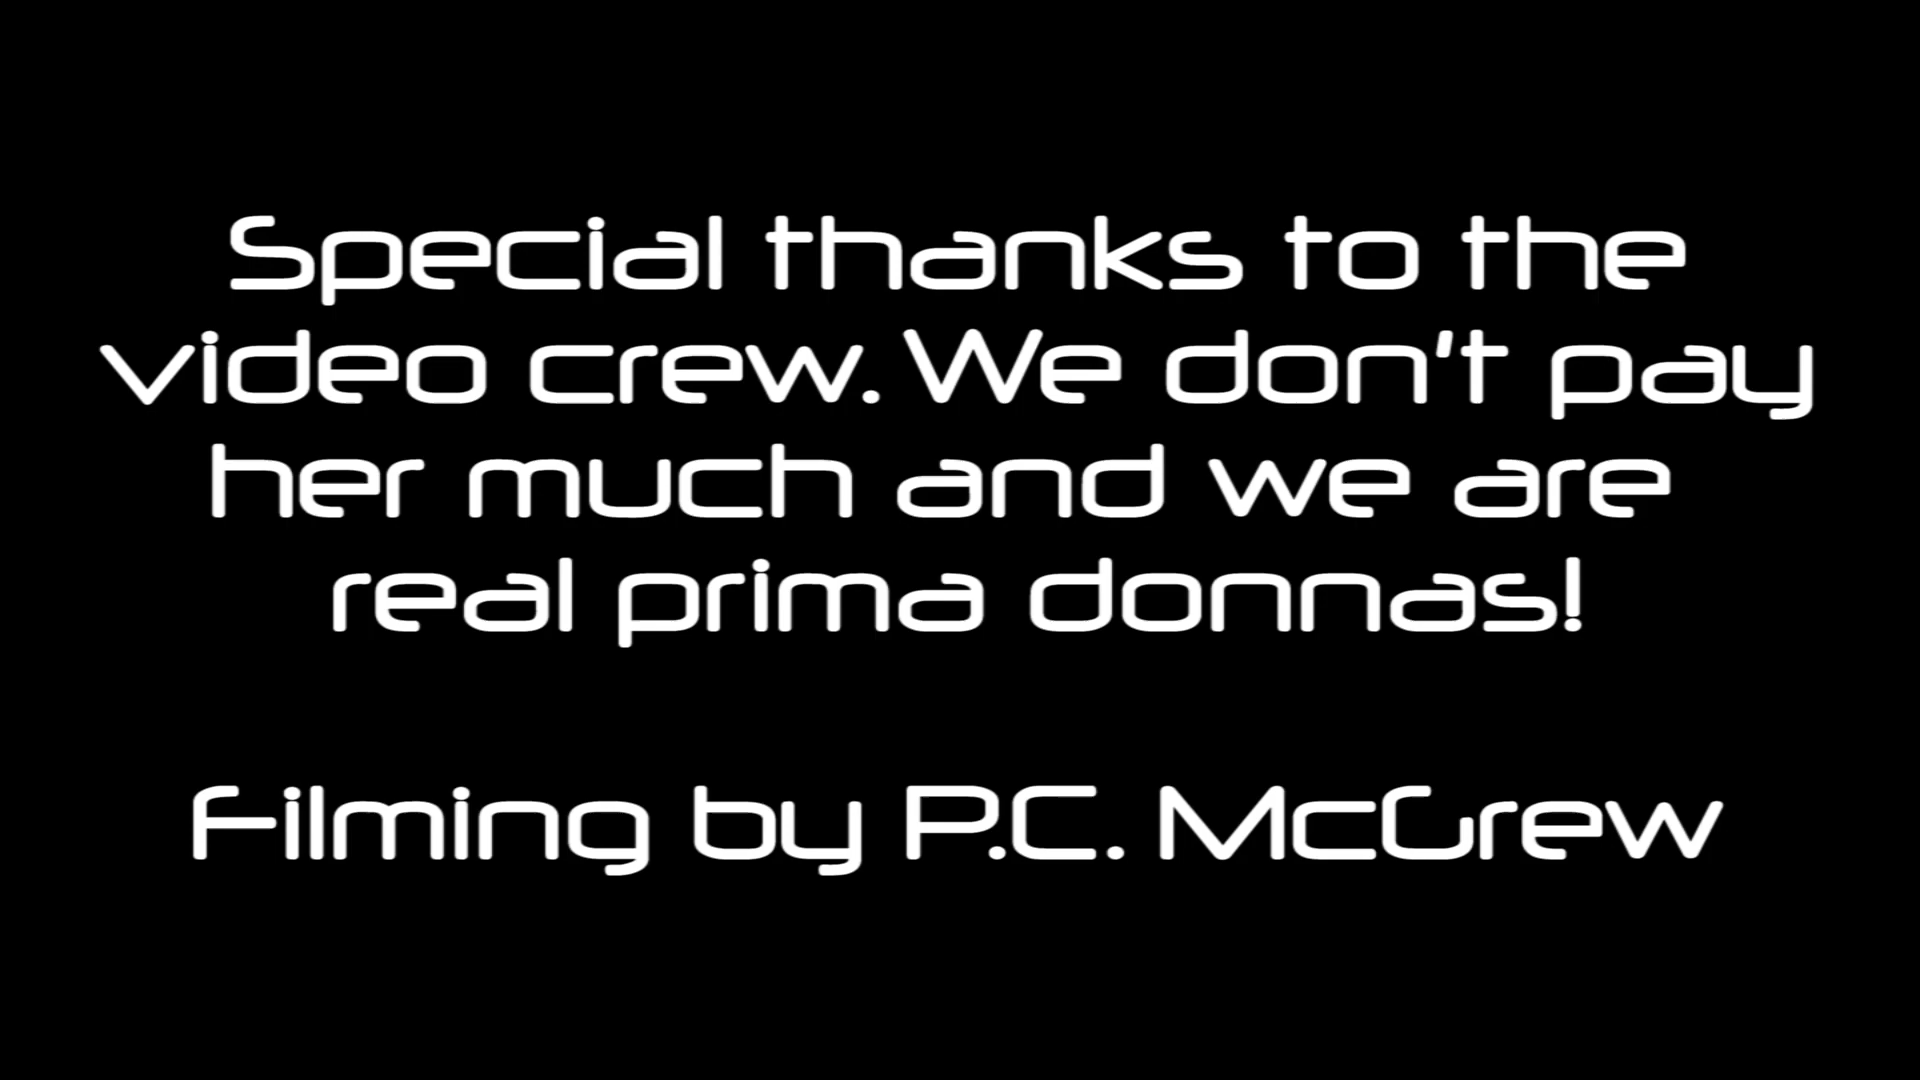 Special thanks to the
video crew. We don't pay
her much and we are
real prima donnas!
Filming by P.C. McGrew